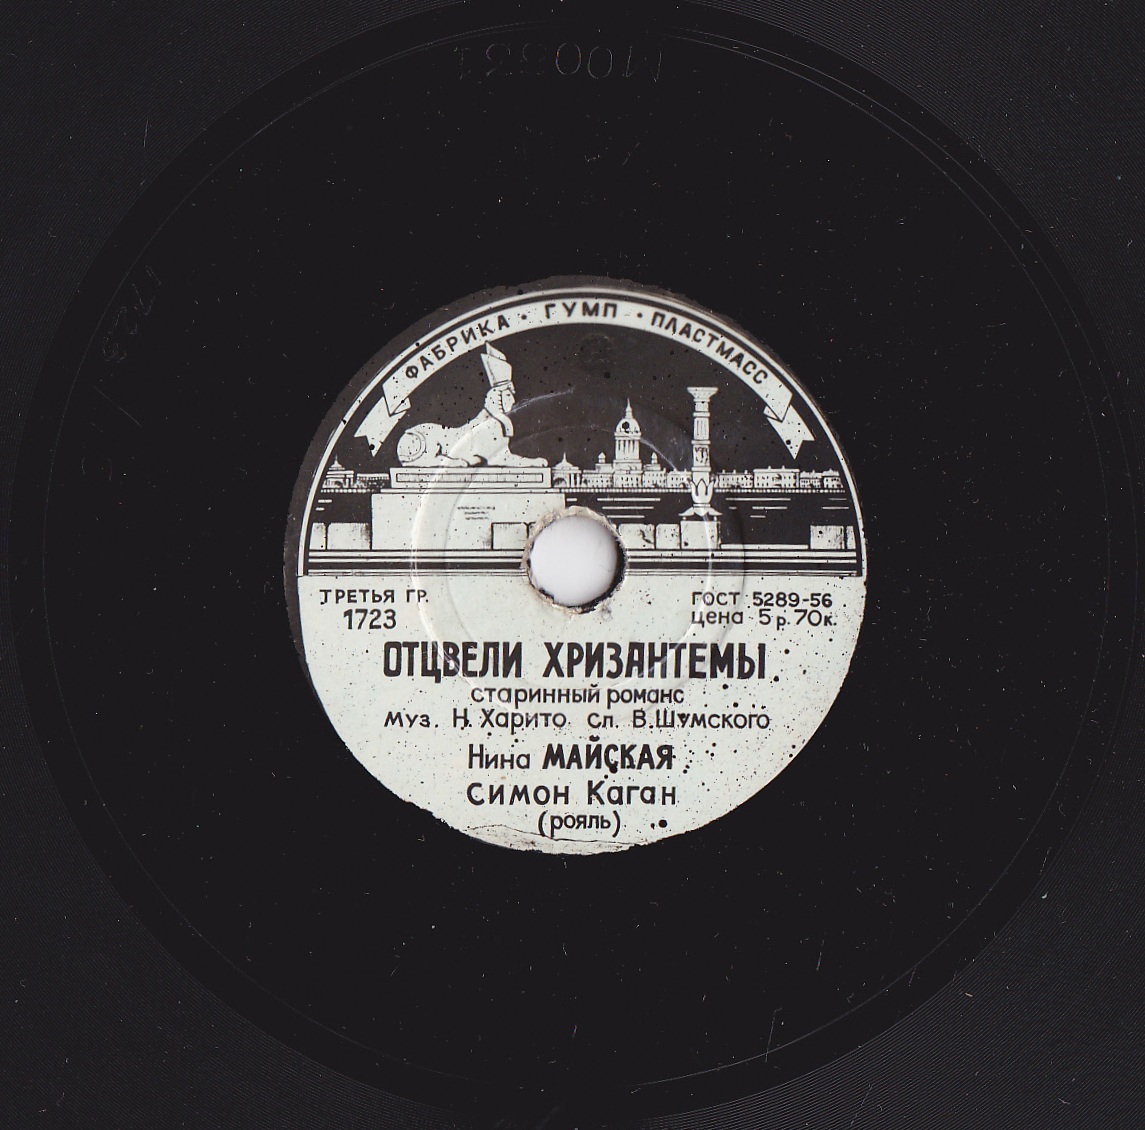 ФАБРИКА • ГУМП • ПЛАСТМАСС
ТРЕТЬЯ ГР.
1723
ГОСТ 5289-56
цена 5 р. 70 к.
ОТЦВЕЛИ ХРИЗАНТЕМЫ
старинный романс
муз. Н. Харито сл. В. Шумского
Нина МАЙСКАЯ
Симон Каган
(рояль)